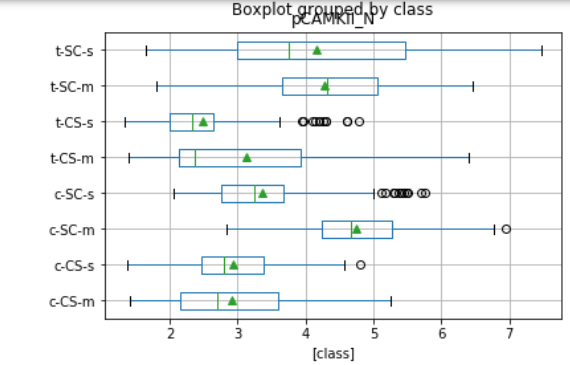 Boxplot grouped by class
pCAMKII_N
t-SC-s
t-SC-m
t-CS-s
t-CS-m
c-SC-s
c-SC-m
c-CS-s
c-CS-m
2 3 4 5 6 7
[class]